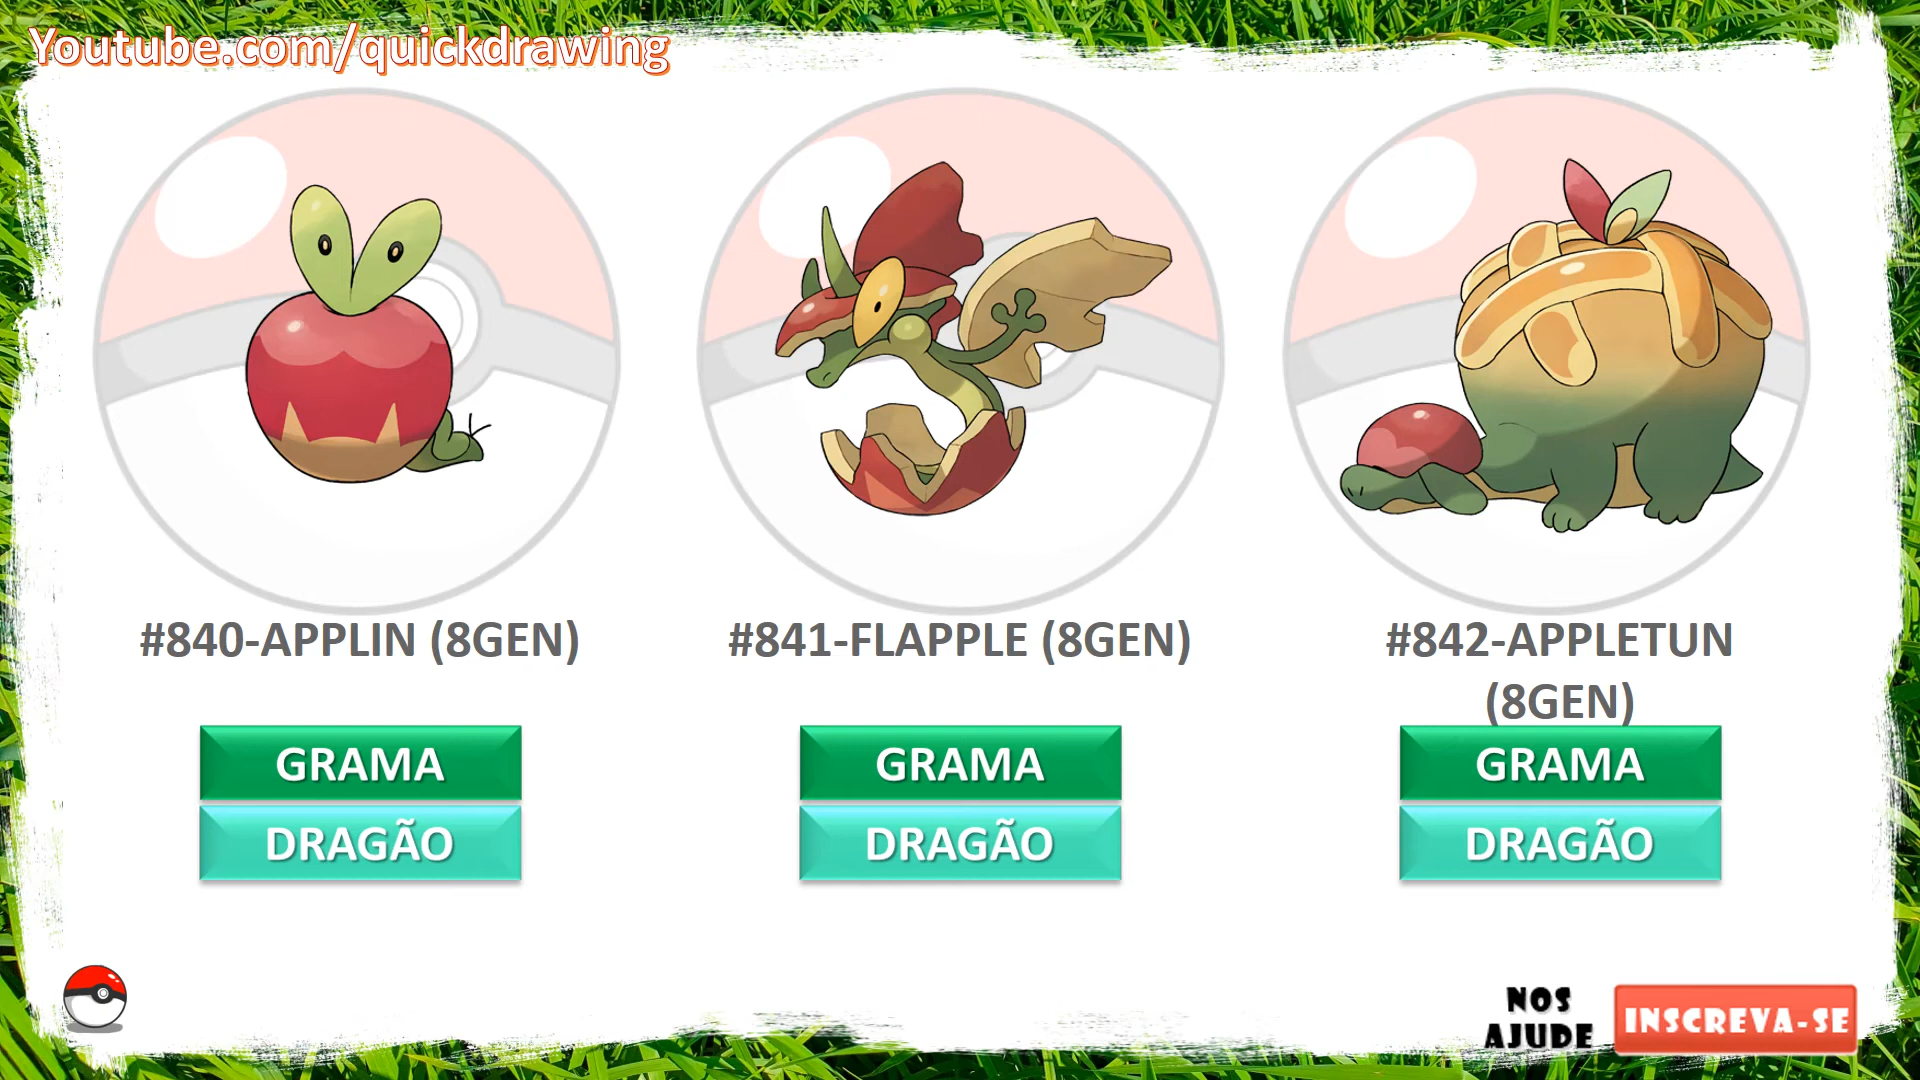 Youtube.com/quickdrawing
#840-APPLIN (8GEN)
#841-FLAPPLE (8GEN)
#842-APPLETUN
(8GEN)
GRAMA
GRAMA
GRAMA
DRAGÃO
DRAGÃO
DRAGÃO
NOS
AJUDE
INSCREVA-SE